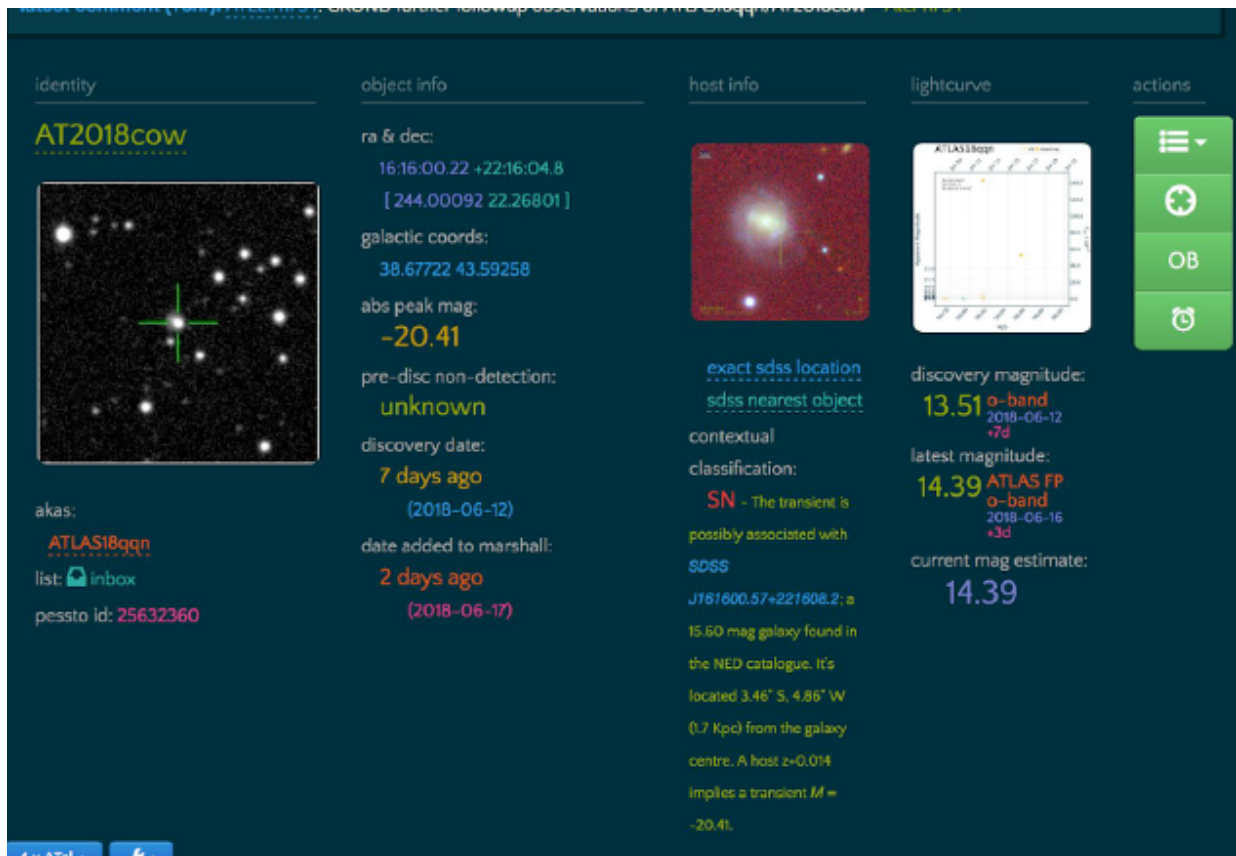 latest comment
identity
AT2018cow
akas:
ATLAS18qqn
list: inbox
pessto id: 25632360
object info
ra & dec:
16:16:00.22 +22:16:04.8
[ 244.00092 22.26801 ]
galactic coords:
38.67722 43.59258
abs peak mag:
-20.41
pre-disc non-detection:
unknown
discovery date:
7 days ago
(2018-06-12)
date added to marshall:
2 days ago
(2018-06-17)
host info
exact sdss location
sdss nearest object
contextual
classification:
SN - The transient is
possibly associated with
SDSS
J161600.57+221608.2; a
15.60 mag galaxy found in
the NED catalogue. It's
located 3.46" S, 4.86" W
(1.7 Kpc) from the galaxy
centre. A host z=0.014
implies a transient M =
-20.41.
lightcurve
ATLAS18qqn
discovery magnitude:
13.51 o-band
2018-06-12
+7d
latest magnitude:
14.39 ATLAS FP
o-band
2018-06-16
+3d
current mag estimate:
14.39
actions
OB